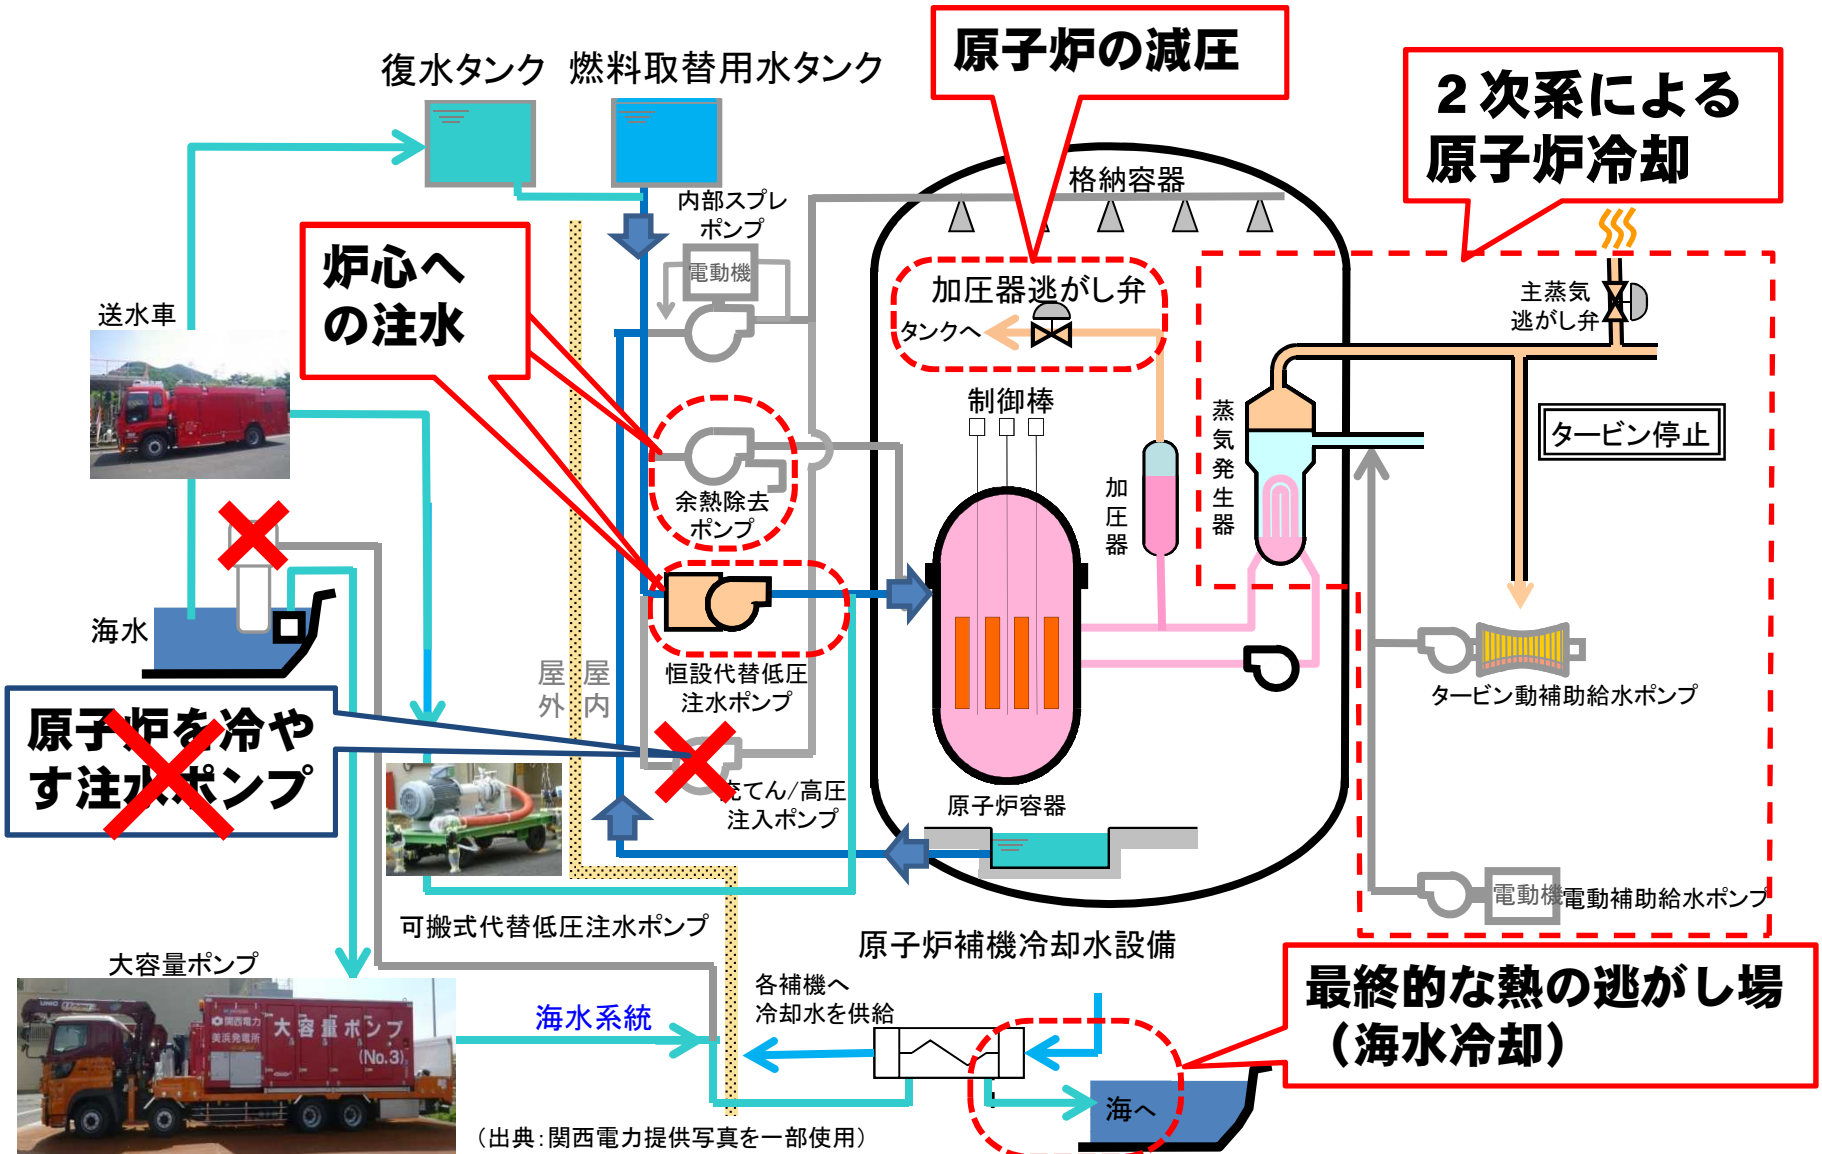 復水タンク
燃料取替用水タンク
原子炉の減圧
2次系による
原子炉冷却
内部スプレ
ポンプ
電動機
格納容器
炉心へ
の注水
送水車
加圧器逃がし弁
タンクへ
主蒸気
逃がし弁
制御棒
蒸気発生器
タービン停止
加圧器
余熱除去
ポンプ
海水
屋外
屋内
恒設代替低圧
注水ポンプ
タービン動補助給水ポンプ
原子炉を冷や
す注水ポンプ
充てん/高圧
注入ポンプ
原子炉容器
電動機
電動補助給水ポンプ
可搬式代替低圧注水ポンプ
原子炉補機冷却水設備
大容量ポンプ
各補機へ
冷却水を供給
最終的な熱の逃がし場
（海水冷却）
海水系統
UNIC
関西電力
美浜発電所
大容量ポンプ
(No.3)
海へ
（出典：関西電力提供写真を一部使用）